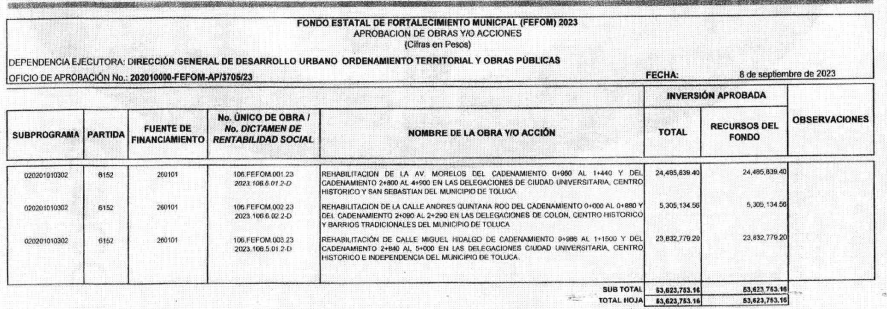 FONDO ESTATAL DE FORTALECIMIENTO MUNICPAL (FEFOM) 2023
APROBACION DE OBRAS Y/O ACCIONES
(Cifras en Pesos)
DEPENDENCIA EJECUTORA: DIRECCIÓN GENERAL DE DESARROLLO URBANO ORDENAMIENTO TERRITORIAL Y OBRAS PÚBLICAS
OFICIO DE APROBACIÓN No.: 202010000-FEFOM-AP/3705/23 FECHA: 8 de septiembre de 2023
INVERSIÓN APROBADA
SUBPROGRAMA PARTIDA FUENTE DE FINANCIAMIENTO No. ÚNICO DE OBRA / No. DICTAMEN DE RENTABILIDAD SOCIAL NOMBRE DE LA OBRA Y/O ACCIÓN TOTAL RECURSOS DEL FONDO OBSERVACIONES
020201010302 6152 260101 106.FEFOM.001.23 REHABILITACION DE LA AV. MORELOS DEL CADENAMIENTO 0+960 AL 1+440 Y DEL 24,485,839.40 24,485,839.40
2023.106.5.01.2-D CADENAMIENTO 2+800 AL 4+900 EN LAS DELEGACIONES DE CIUDAD UNIVERSITARIA, CENTRO
HISTORICO Y SAN SEBASTIAN DEL MUNICIPIO DE TOLUCA
020201010302 6152 260101 106.FEFOM.002.23 REHABILITACION DE LA CALLE ANDRES QUINTANA ROO DEL CADENAMIENTO 0+000 AL 0+880 Y 5,305,134.56 5,305,134.56
2023.106.6.02.2-D DEL CADENAMIENTO 2+090 AL 2+290 EN LAS DELEGACIONES DE COLON, CENTRO HISTORICO
Y BARRIOS TRADICIONALES DEL MUNICIPIO DE TOLUCA
020201010302 6152 260101 106.FEFOM.003.23 REHABILITACIÓN DE CALLE MIGUEL HIDALGO DE CADENAMIENTO 0+986 AL 1+1500 Y DEL 23,832,779.20 23,832,779.20
2023.106.5.01.2-D CADENAMIENTO 2+840 AL 5+000 EN LAS DELEGACIONES CIUDAD UNIVERSITARIA, CENTRO
HISTORICO E INDEPENDENCIA DEL MUNICIPIO DE TOLUCA.
SUB TOTAL 53,623,753.16 53,623,753.16
TOTAL HOJA 53,623,753.16 53,623,753.16